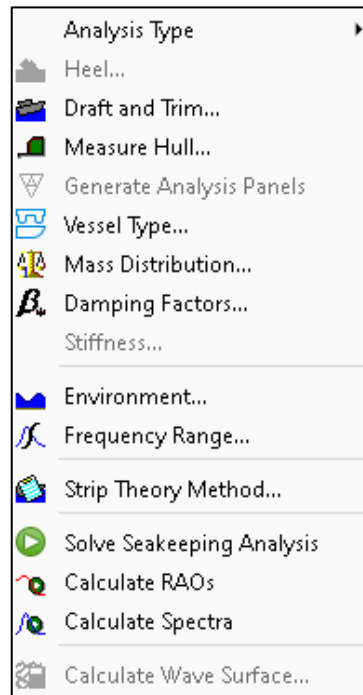 Analysis Type
Heel...
Draft and Trim...
Measure Hull...
Generate Analysis Panels
Vessel Type...
Mass Distribution...
Damping Factors...
Stiffness...
Environment...
Frequency Range...
Strip Theory Method...
Solve Seakeeping Analysis
Calculate RAOs
Calculate Spectra
Calculate Wave Surface...